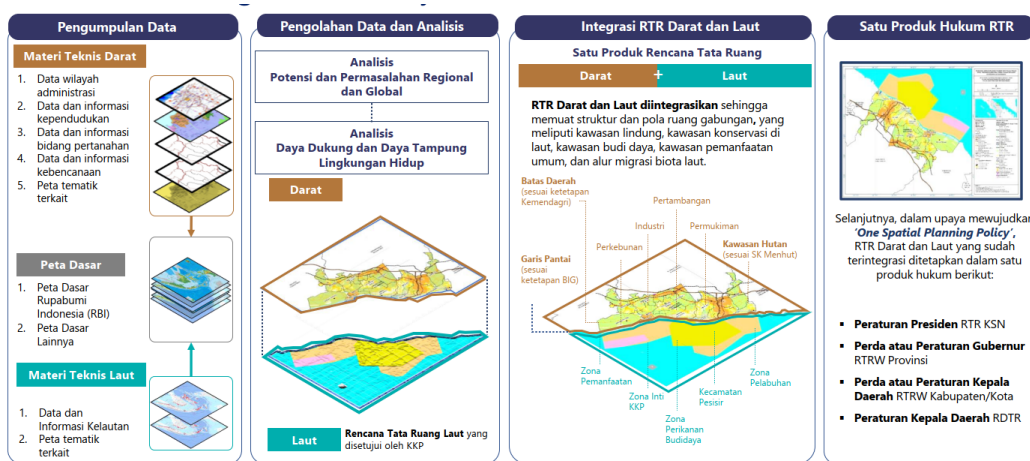 Pengumpulan Data
Materi Teknis Darat
1. Data wilayah
administrasi
2. Data dan informasi
kependudukan
3. Data dan informasi
bidang pertanahan
4. Data dan informasi
kebencanaan
5. Peta tematik
terkait
Peta Dasar
1. Peta Dasar
Rupabumi
Indonesia (RBI)
2. Peta Dasar
Lainnya
Materi Teknis Laut
1. Data dan
Informasi Kelautan
2. Peta tematik
terkait
Pengolahan Data dan Analisis
Analisis
Potensi dan Permasalahan Regional
dan Global
Analisis
Daya Dukung dan Daya Tampung
Lingkungan Hidup
Darat
Laut
Rencana Tata Ruang Laut yang
disetujui oleh KKP
Integrasi RTR Darat dan Laut
Satu Produk Rencana Tata Ruang
Darat + Laut
RTR Darat dan Laut diintegrasikan sehingga
memuat struktur dan pola ruang gabungan, yang
meliputi kawasan lindung, kawasan konservasi di
laut, kawasan budi daya, kawasan pemanfaatan
umum, dan alur migrasi biota laut.
Batas Daerah
(sesuai ketetapan
Kemendagri)
Pertambangan
Industri
Permukiman
Perkebunan
Kawasan Hutan
(sesuai SK Menhut)
Garis Pantai
(sesuai
ketetapan BIG)
Zona
Pemanfaatan
Zona Inti
KKP
Zona
Perikanan
Budidaya
Kecamatan
Pesisir
Zona
Pelabuhan
Satu Produk Hukum RTR
Selanjutnya, dalam upaya mewujudkan
'One Spatial Planning Policy',
RTR Darat dan Laut yang sudah
terintegrasi ditetapkan dalam satu
produk hukum berikut:
▪ Peraturan Presiden RTR KSN
▪ Perda atau Peraturan Gubernur
RTRW Provinsi
▪ Perda atau Peraturan Kepala
Daerah RTRW Kabupaten/Kota
▪ Peraturan Kepala Daerah RDTR